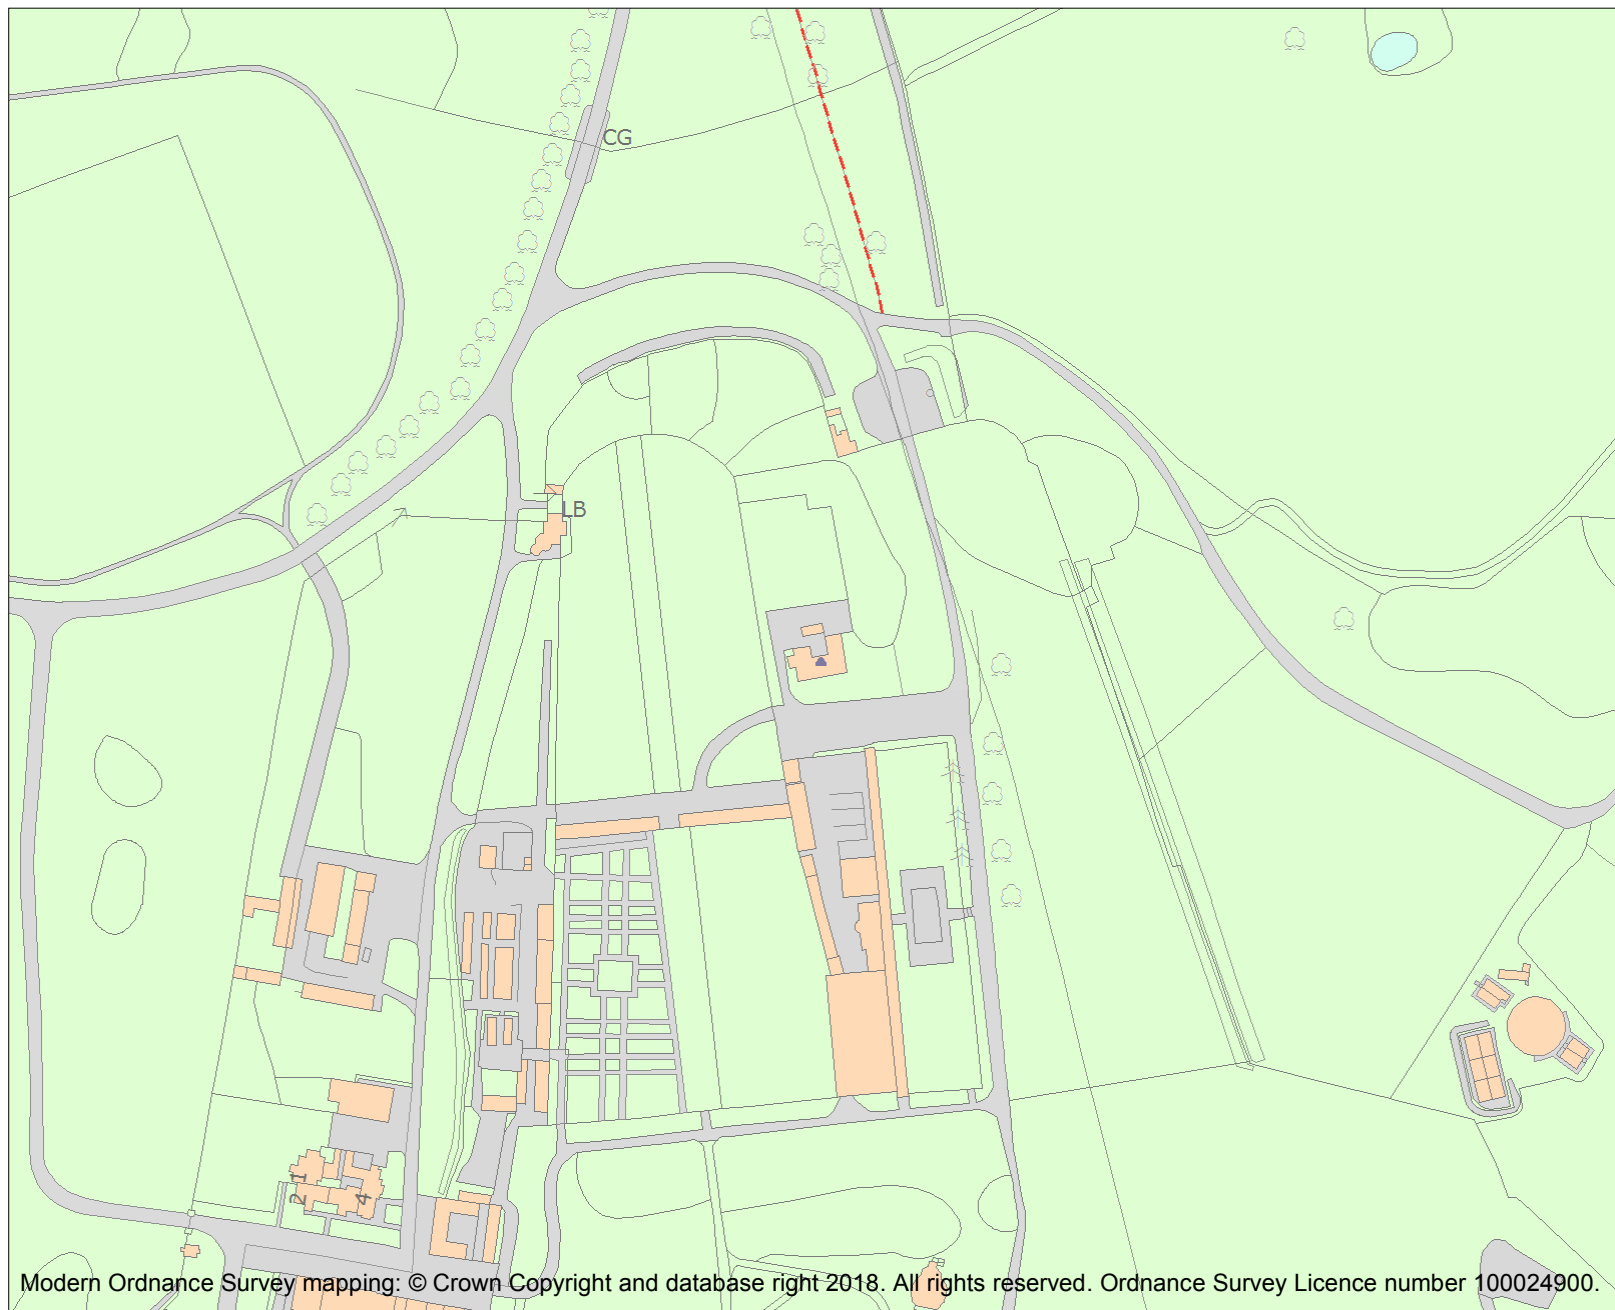 CG
LB
1
2
4
Modern Ordnance Survey mapping: © Crown Copyright and database right 2018. All rights reserved. Ordnance Survey Licence number 100024900.